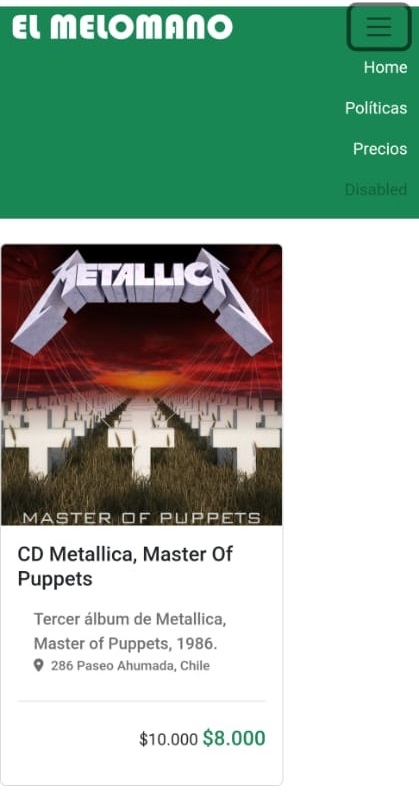 EL MELOMANO
Home
Políticas
Precios
Disabled
METALLICA
MASTER OF PUPPETS
CD Metallica, Master Of
Puppets
Tercer álbum de Metallica,
Master of Puppets, 1986.
286 Paseo Ahumada, Chile
$10.000 $8.000